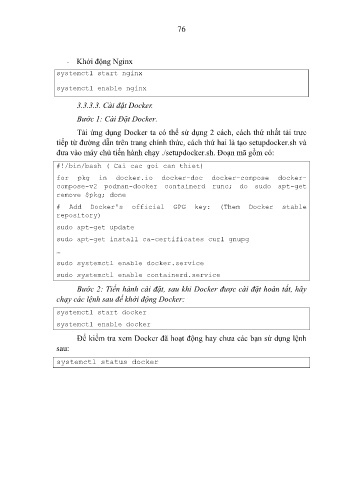 76
- Khởi động Nginx
systemctl start nginx
systemctl enable nginx
3.3.3.3. Cài đặt Docker.
Bước 1: Cài Đặt Docker.
Tải ứng dụng Docker ta có thể sử dụng 2 cách, cách thứ nhất tải trực
tiếp từ đường dẫn trên trang chính thức, cách thứ hai là tạo setupdocker.sh và
đưa vào máy chủ tiến hành chạy ./setupdocker.sh. Đoạn mã gồm có:
#!/bin/bash ( Cai cac goi can thiet)
for pkg in docker.io docker-doc docker-compose docker-
compose-v2 podman-docker containerd runc; do sudo apt-get
remove $pkg; done
# Add Docker's official GPG key: (Them Docker stable
repository)
sudo apt-get update
sudo apt-get install ca-certificates curl gnupg
…
sudo systemctl enable docker.service
sudo systemctl enable containerd.service
Bước 2: Tiến hành cài đặt, sau khi Docker được cài đặt hoàn tất, hãy
chạy các lệnh sau để khởi động Docker:
systemctl start docker
systemctl enable docker
Để kiểm tra xem Docker đã hoạt động hay chưa các bạn sử dụng lệnh
sau:
systemctl status docker